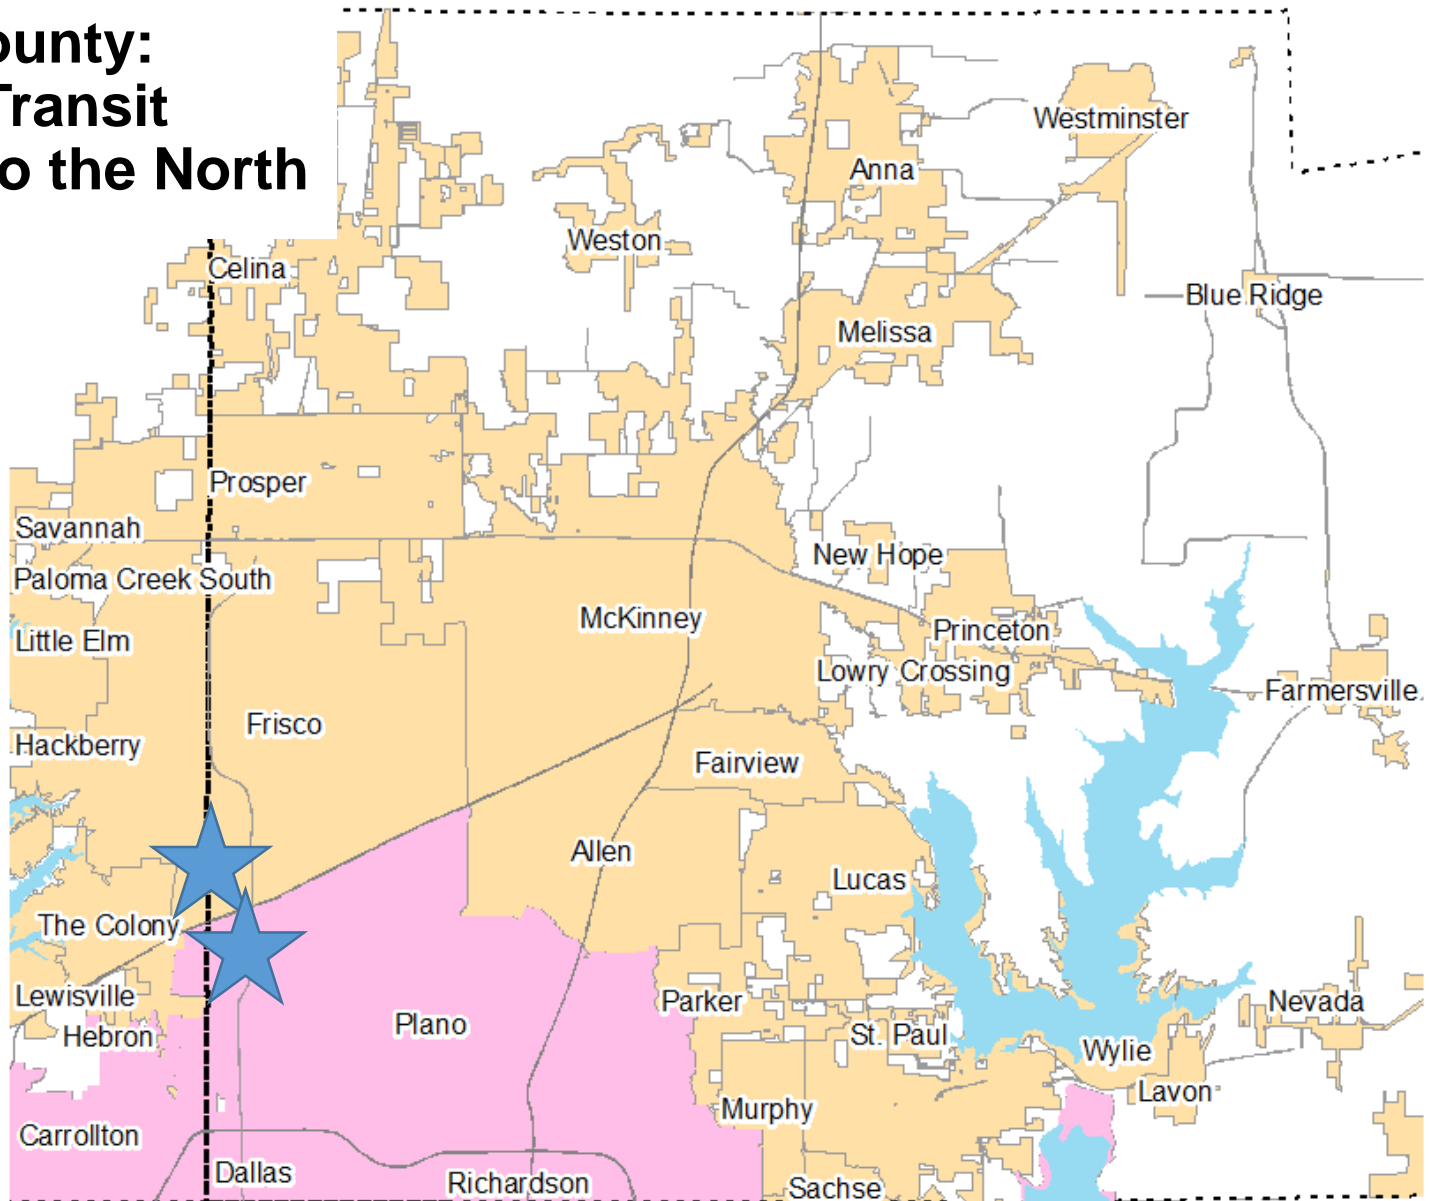 ounty:
Transit
o the North
Westminster
Anna
Weston
Celina
Blue Ridge
Melissa
Prosper
Savannah
New Hope
Paloma Creek South
McKinney
Princeton
Little Elm
Lowry Crossing
Farmersville
Frisco
Hackberry
Fairview
Allen
Lucas
The Colony
Lewisville
Parker
Nevada
Plano
St. Paul
Hebron
Wylie
Lavon
Murphy
Carrollton
Dallas
Richardson
Sachse